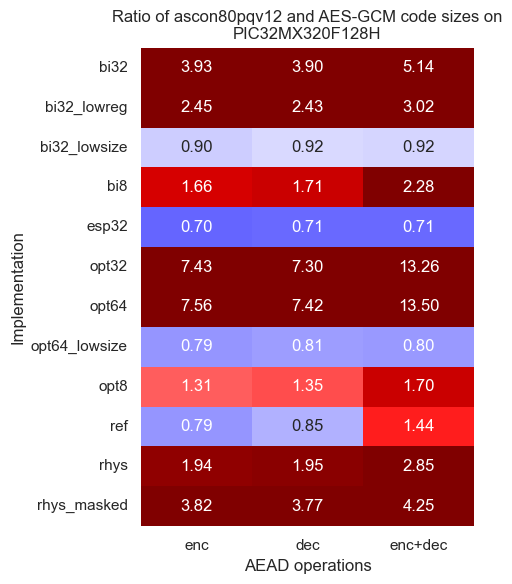 Ratio of ascon80pqv12 and AES-GCM code sizes on
PIC32MX320F128H
Implementation
bi32 3.93 3.90 5.14
bi32_lowreg 2.45 2.43 3.02
bi32_lowsize 0.90 0.92 0.92
bi8 1.66 1.71 2.28
esp32 0.70 0.71 0.71
opt32 7.43 7.30 13.26
opt64 7.56 7.42 13.50
opt64_lowsize 0.79 0.81 0.80
opt8 1.31 1.35 1.70
ref 0.79 0.85 1.44
rhys 1.94 1.95 2.85
rhys_masked 3.82 3.77 4.25
enc dec enc+dec
AEAD operations